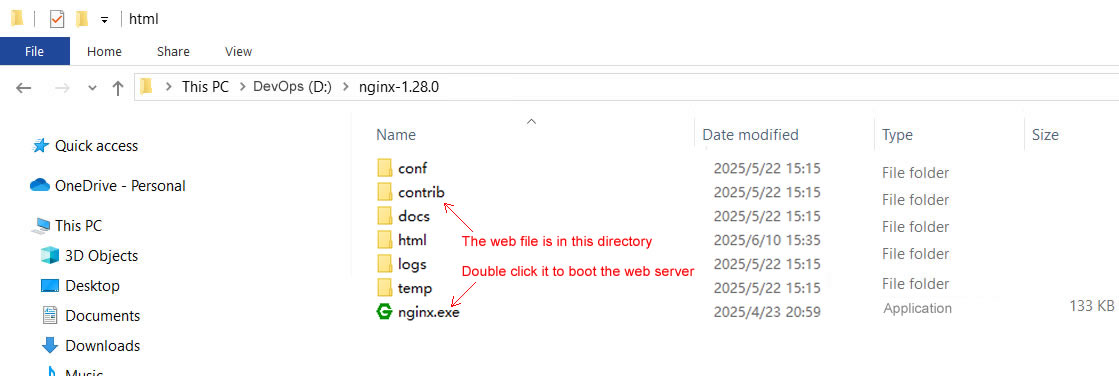 html
File Home Share View
This PC DevOps (D:) nginx-1.28.0
Name Date modified Type Size
Quick access
OneDrive - Personal
This PC
3D Objects
Desktop
Documents
Downloads
Music
conf 2025/5/22 15:15 File folder
contrib 2025/5/22 15:15 File folder
docs 2025/5/22 15:15 File folder
html 2025/6/10 15:35 File folder
logs 2025/5/22 15:15 File folder
temp 2025/5/22 15:15 File folder
nginx.exe 2025/4/23 20:59 Application 133 KB
The web file is in this directory
Double click it to boot the web server